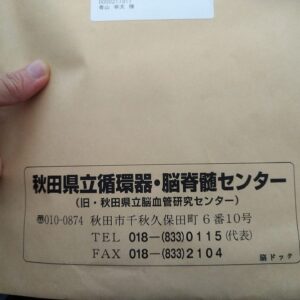 秋田県立循環器・脳脊髄センター
（旧・秋田県立脳血管研究センター）
〠010-0874 秋田市千秋久保田町６番10号
TEL 018―(833)0115(代表)
FAX 018―(833)2104
脳ドック